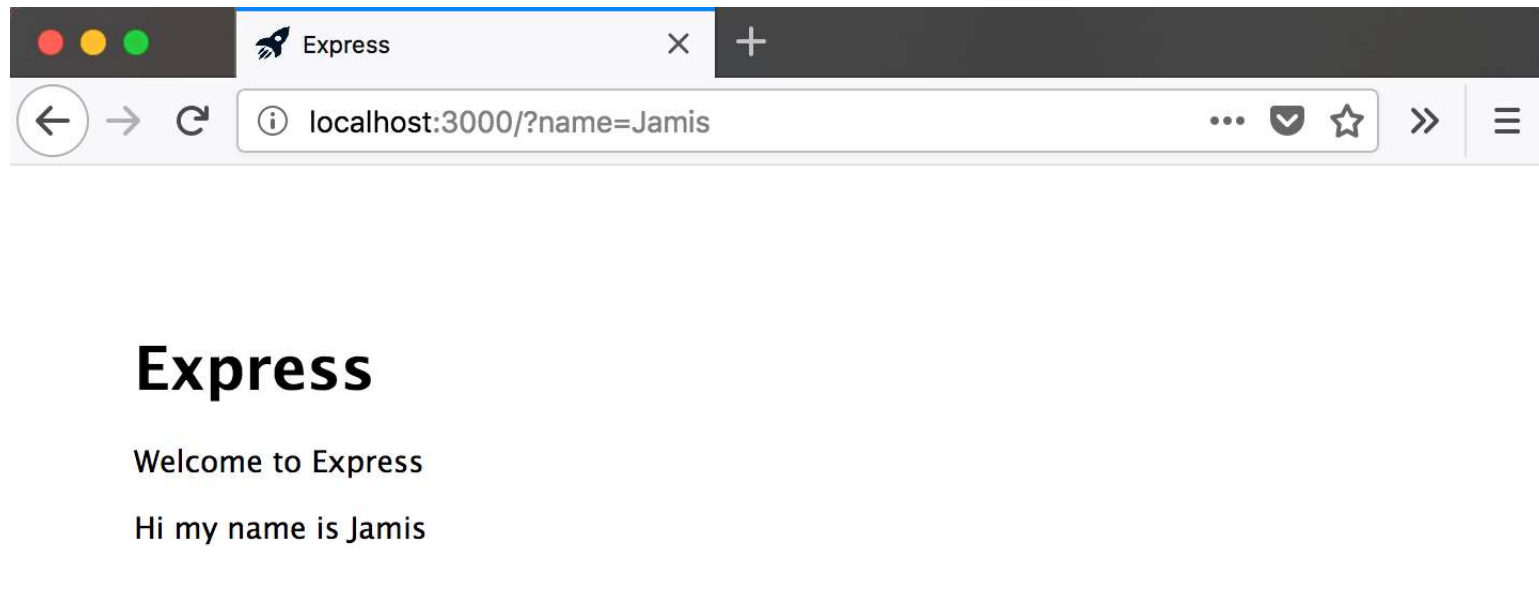 Express
localhost:3000/?name=Jamis
Express
Welcome to Express
Hi my name is Jamis